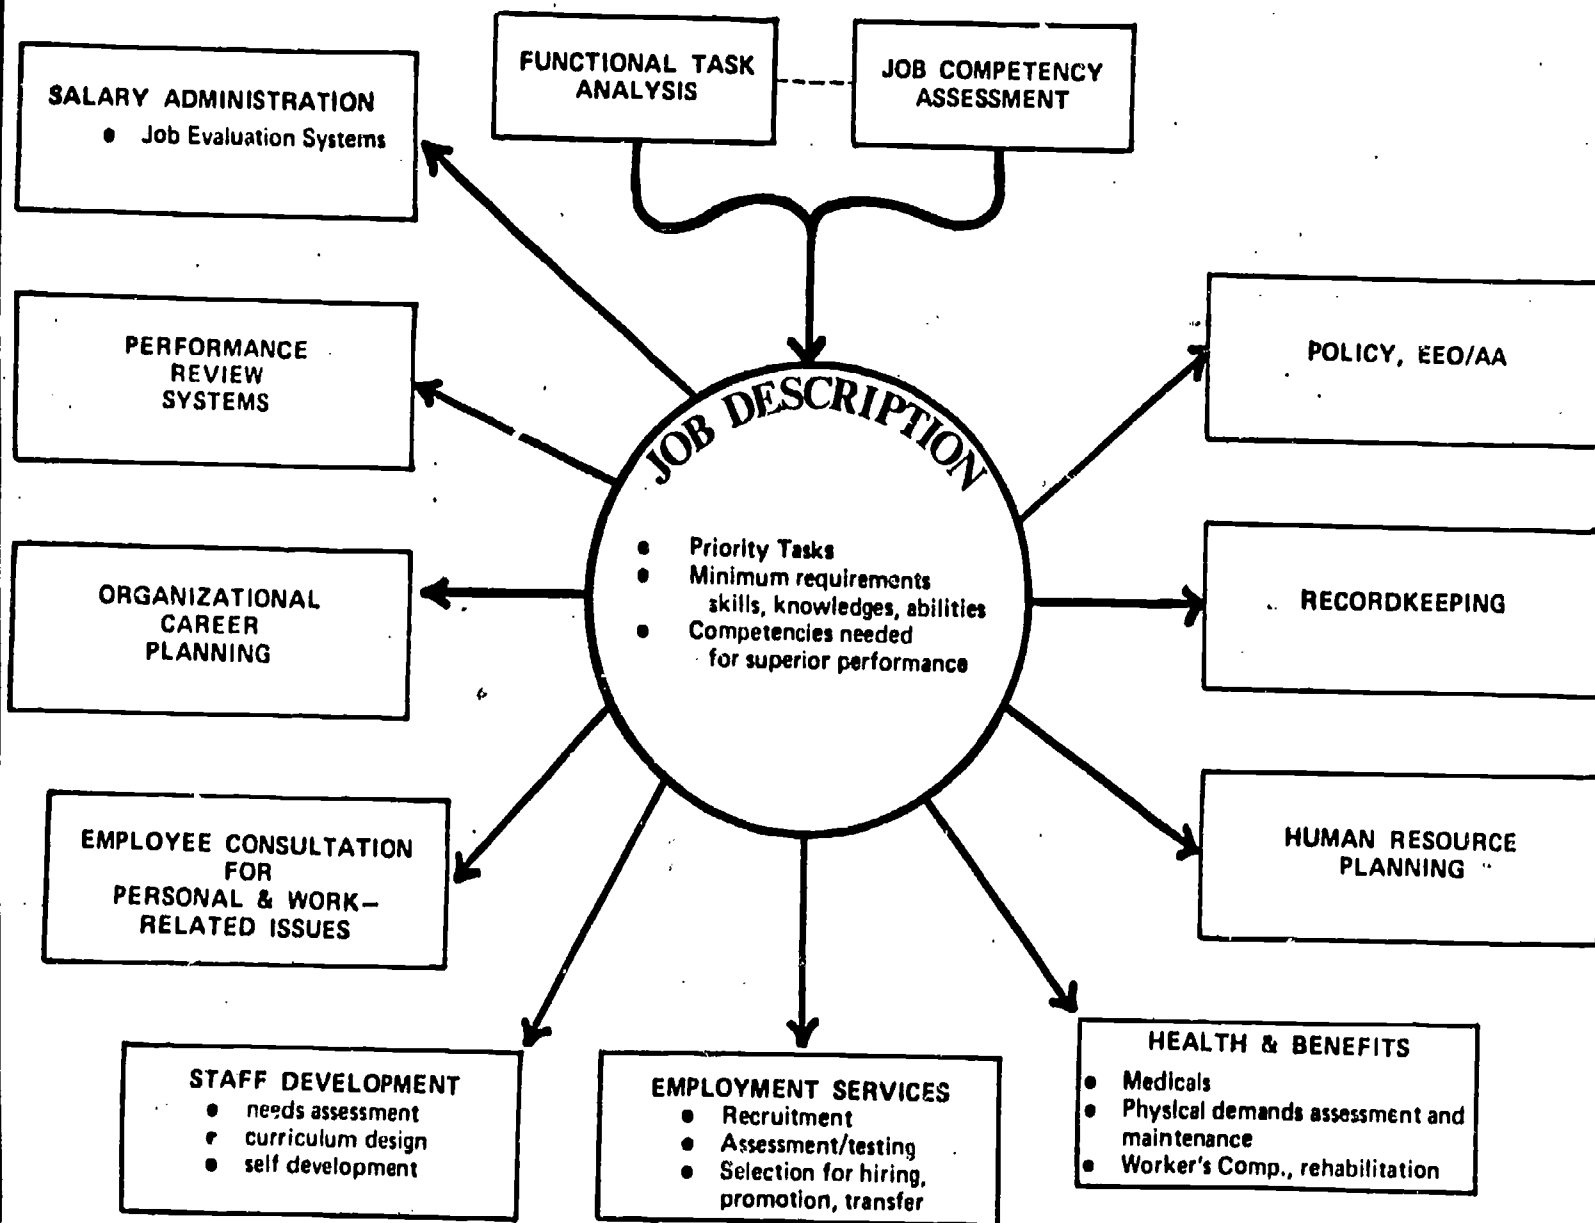 FUNCTIONAL TASK
ANALYSIS
JOB COMPETENCY
ASSESSMENT
SALARY ADMINISTRATION
• Job Evaluation Systems
PERFORMANCE
REVIEW
SYSTEMS
POLICY, EEO/AA
JOB DESCRIPTION
• Priority Tasks
• Minimum requirements
skills, knowledges, abilities
• Competencies needed
for superior performance
ORGANIZATIONAL
CAREER
PLANNING
RECORDKEEPING
EMPLOYEE CONSULTATION
FOR
PERSONAL & WORK–
RELATED ISSUES
HUMAN RESOURCE
PLANNING
STAFF DEVELOPMENT
• needs assessment
• curriculum design
• self development
EMPLOYMENT SERVICES
• Recruitment
• Assessment/testing
• Selection for hiring,
promotion, transfer
HEALTH & BENEFITS
• Medicals
• Physical demands assessment and
maintenance
• Worker's Comp., rehabilitation